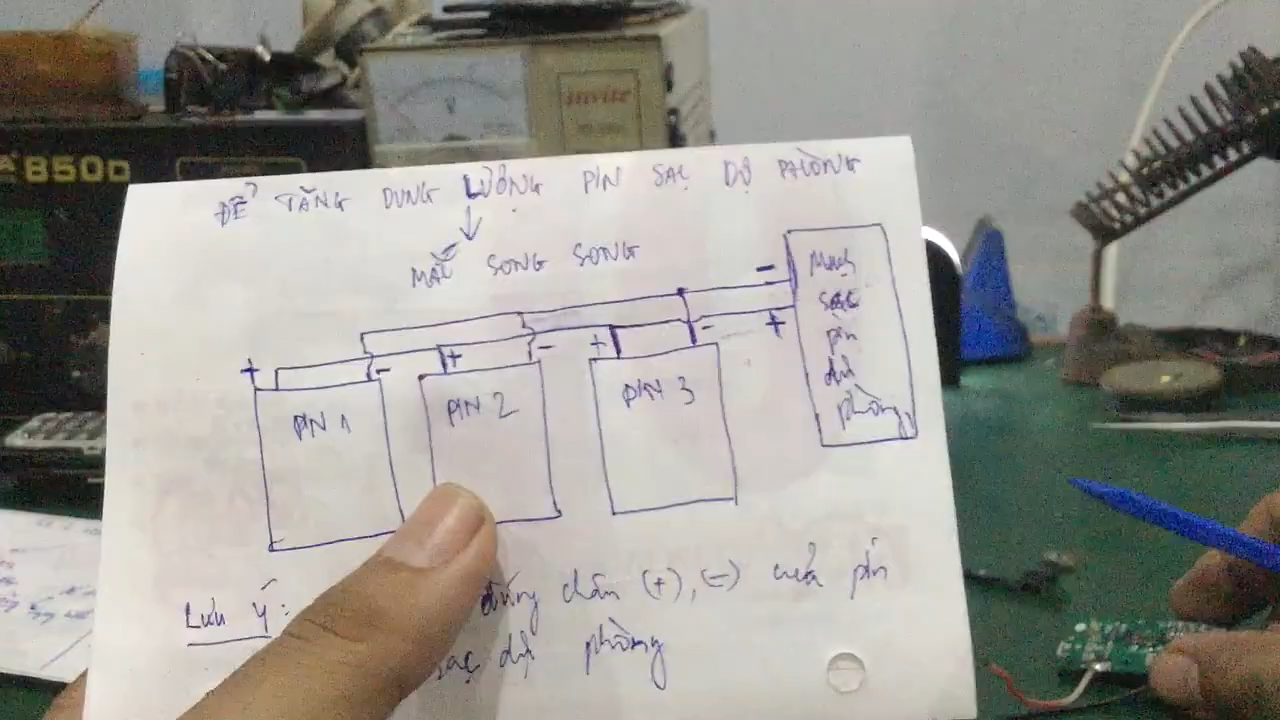 850D
V
ĐỂ TĂNG DUNG LƯỢNG PIN SẠC DỰ PHÒNG
MẮC SONG SONG
-
Mạch
sạc
pin
dự
phòng
+
+ - + - + -
PIN 1 PIN 2 PIN 3
Lưu ý: đúng chân (+), (-) của pin
sạc dự phòng